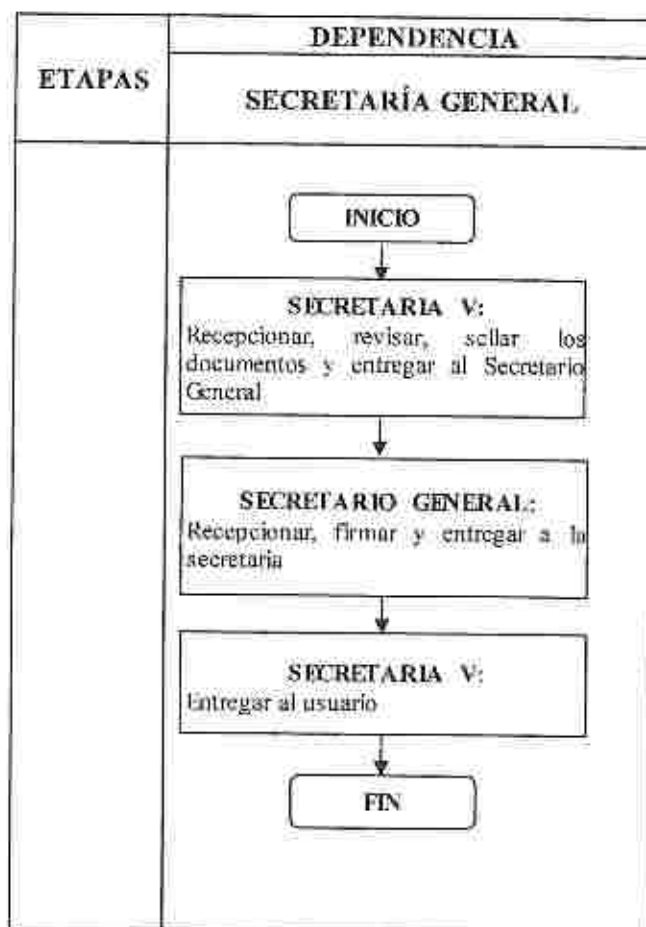 DEPENDENCIA
ETAPAS
SECRETARÍA GENERAL
INICIO
SECRETARIA V:
Recepcionar, revisar, sellar los
documentos y entregar al Secretario
General
SECRETARIO GENERAL:
Recepcionar, firmar y entregar a la
secretaria
SECRETARIA V:
Entregar al usuario
FIN